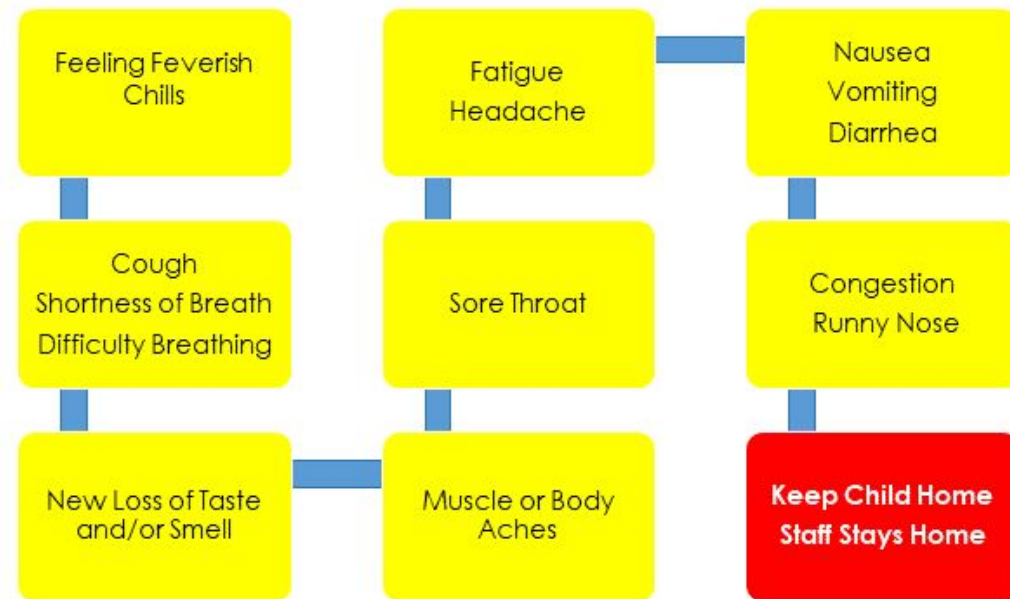 Feeling Feverish
Chills
Cough
Shortness of Breath
Difficulty Breathing
New Loss of Taste
and/or Smell
Muscle or Body
Aches
Sore Throat
Fatigue
Headache
Nausea
Vomiting
Diarrhea
Congestion
Runny Nose
Keep Child Home
Staff Stays Home